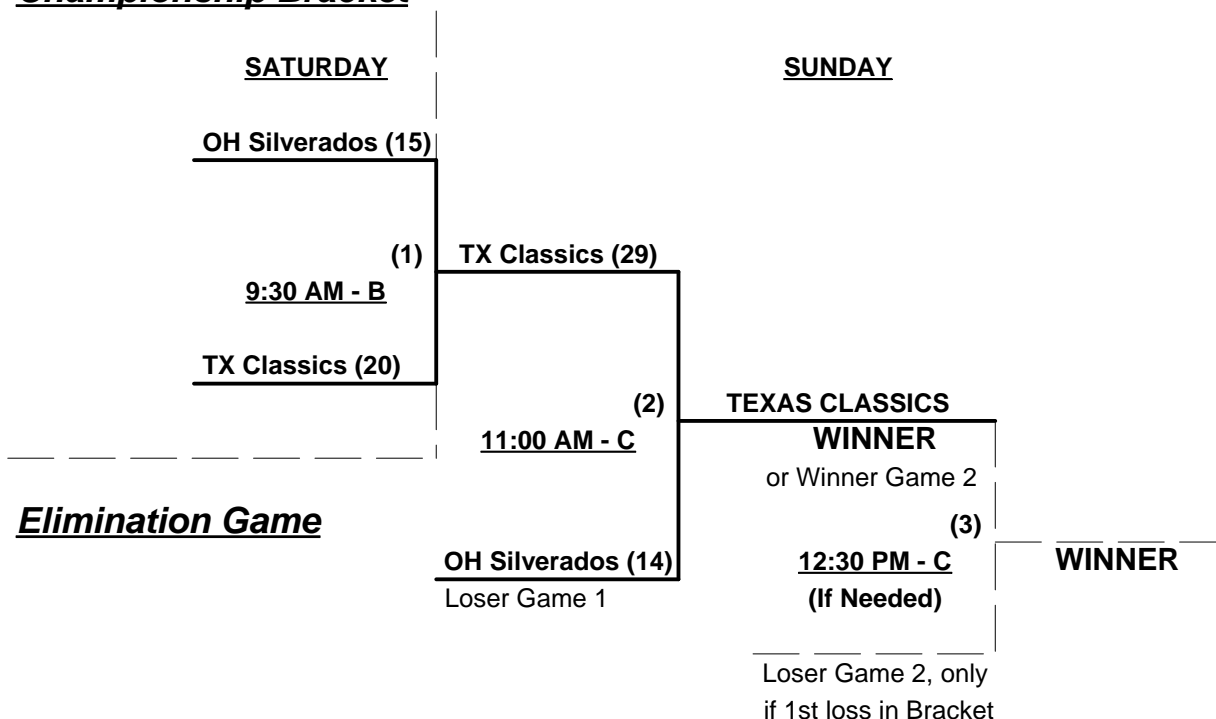 Championship Bracket
SATURDAY
SUNDAY
OH Silverados (15)
(1)
TX Classics (29)
9:30 AM - B
TX Classics (20)
(2)
TEXAS CLASSICS
11:00 AM - C
WINNER
or Winner Game 2
Elimination Game
(3)
OH Silverados (14)
12:30 PM - C
WINNER
Loser Game 1
(If Needed)
Loser Game 2, only
if 1st loss in Bracket